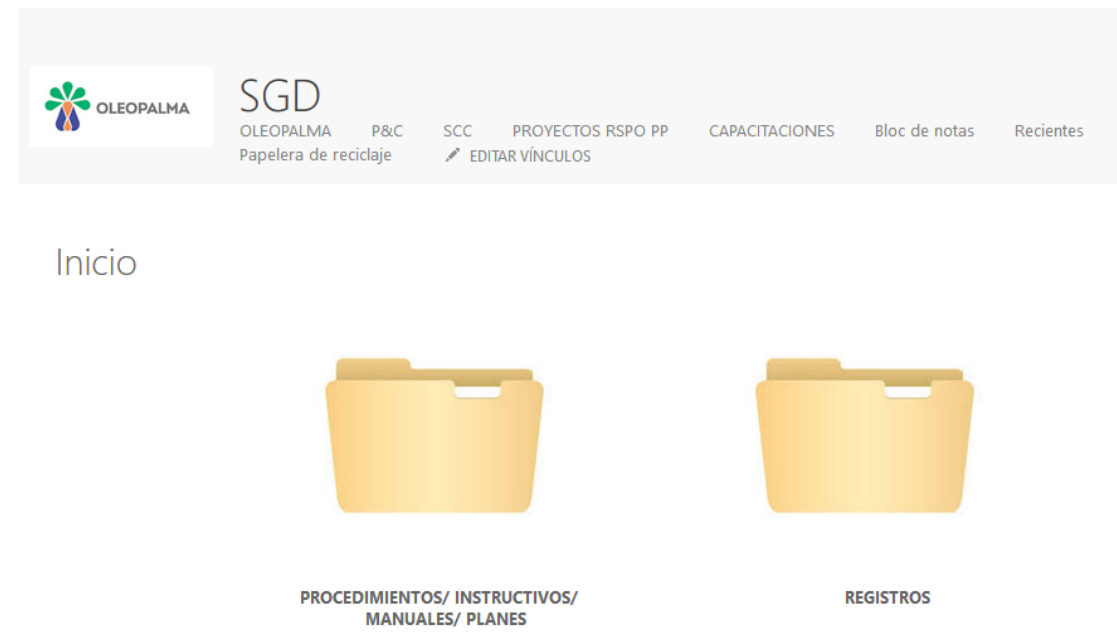 OLEOPALMA
SGD
OLEOPALMA P&C SCC PROYECTOS RSPO PP CAPACITACIONES Bloc de notas Recientes
Papelera de reciclaje EDITAR VÍNCULOS
Inicio
PROCEDIMIENTOS/ INSTRUCTIVOS/
MANUALES/ PLANES
REGISTROS